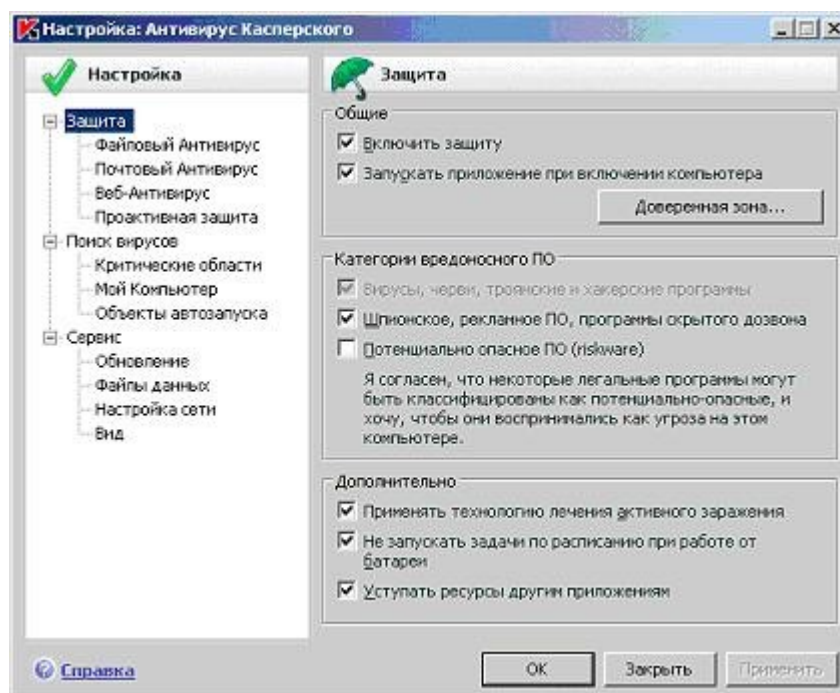 Настройка: Антивирус Касперского
Настройка
Защита
Файловый Антивирус
Почтовый Антивирус
Веб-Антивирус
Проактивная защита
Поиск вирусов
Критические области
Мой Компьютер
Объекты автозапуска
Сервис
Обновление
Файлы данных
Настройка сети
Вид
Справка
Защита
Общие
Включить защиту
Запускать приложение при включении компьютера
Доверенная зона...
Категории вредоносного ПО
Вирусы, черви, троянские и хакерские программы
Шпионское, рекламное ПО, программы скрытого дозвона
Потенциально опасное ПО (riskware)
Я согласен, что некоторые легальные программы могут
быть классифицированы как потенциально-опасные, и
хочу, чтобы они воспринимались как угроза на этом
компьютере.
Дополнительно
Применять технологию лечения активного заражения
Не запускать задачи по расписанию при работе от
батареи
Уступать ресурсы другим приложениям
ОК
Закрыть
Применить